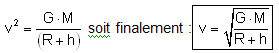 v² = G · M / (R + h) soit finalement : v = √(G · M / (R + h))